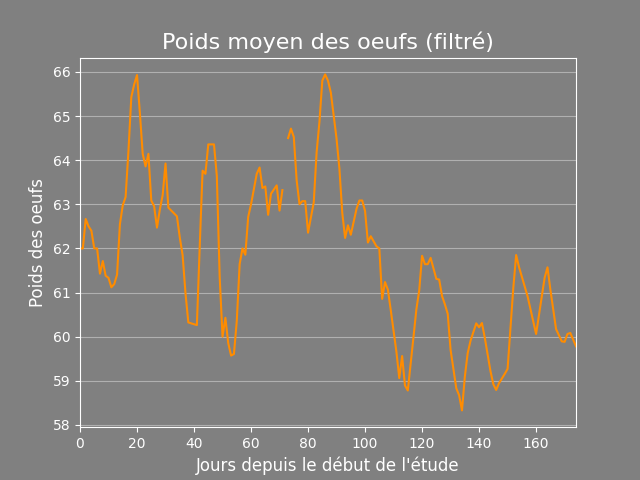 Poids moyen des oeufs (filtré)
66
65
64
63
62
61
60
59
58
Poids des oeufs
0 20 40 60 80 100 120 140 160
Jours depuis le début de l'étude